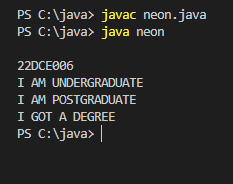 PS C:\java> javac neon.java
PS C:\java> java neon
22DCE006
I AM UNDERGRADUATE
I AM POSTGRADUATE
I GOT A DEGREE
PS C:\java>